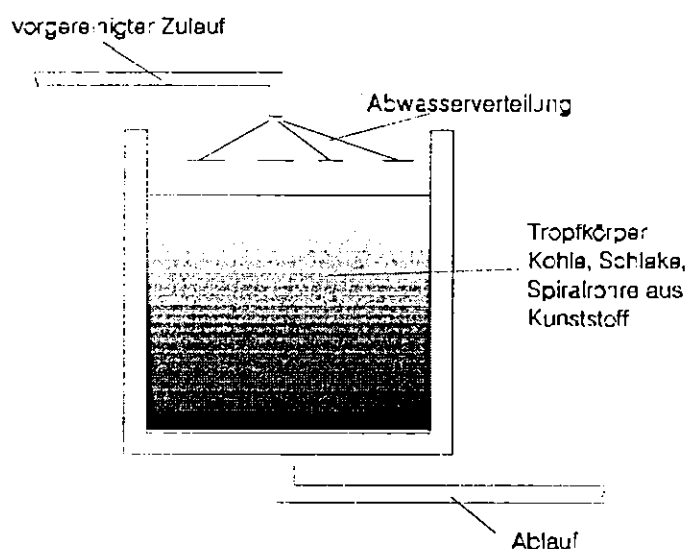 vorgereinigter Zulauf
Abwasserverteilung
Tropfkörper
Kohle, Schlake,
Spiralrohre aus
Kunststoff
Ablauf